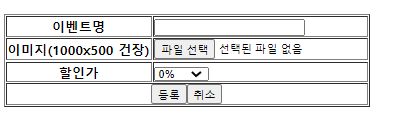 이벤트명
이미지(1000x500 건장) 파일 선택 선택된 파일 없음
할인가 0%
등록 취소